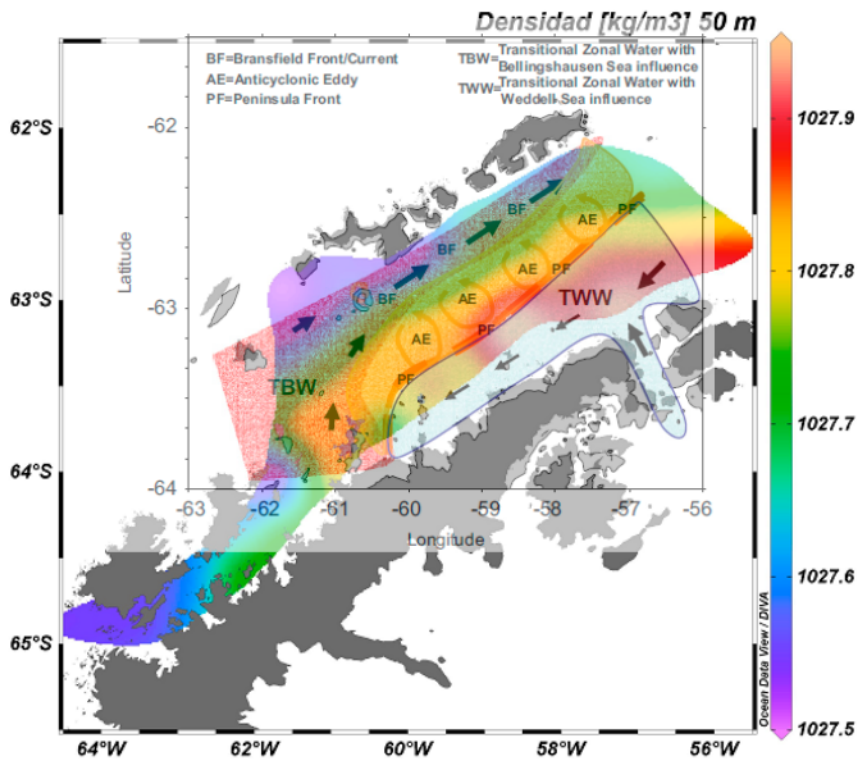 Densidad [kg/m3] 50 m
BF=Bransfield Front/Current
AE=Anticyclonic Eddy
PF=Peninsula Front
TBW=Transitional Zonal Water with
Bellingshausen Sea influence
TWW=Transitional Zonal Water with
Weddell Sea influence
62°S
63°S
64°S
65°S
-62
-63
-64
Latitude
BF
BF
BF
AE
PF
AE
PF
AE
TWW
PF
AE
PF
TBW
-63
-62
-61
-60
-59
-58
-57
-56
Longitude
64°W
62°W
60°W
58°W
56°W
1027.9
1027.8
1027.7
1027.6
1027.5
Ocean Data View / DIVA